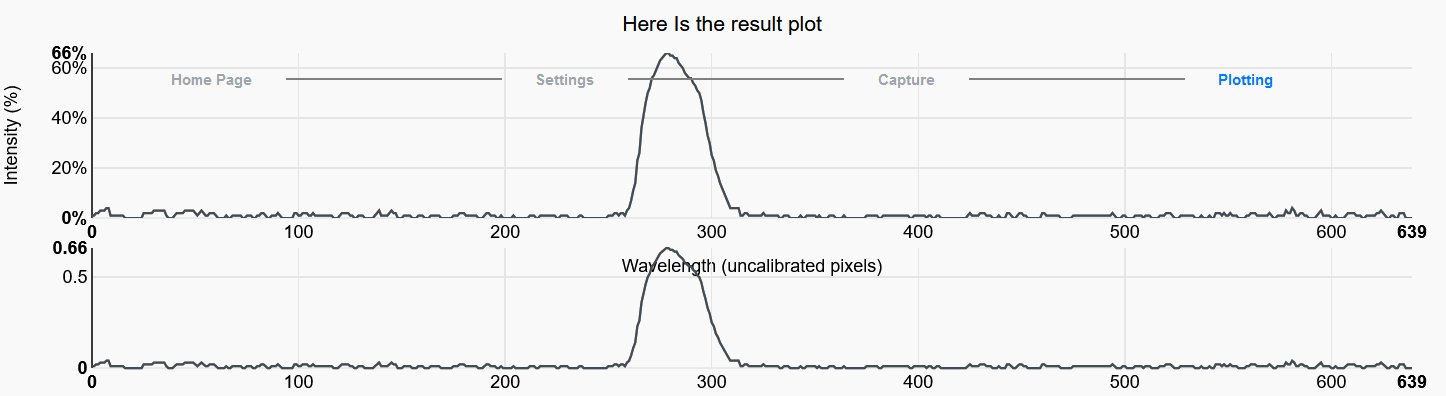 Here Is the result plot
66%
60%
Home Page Settings Capture Plotting
40%
Intensity (%)
20%
0%
0 100 200 300 400 500 600 639
0.66
Wavelength (uncalibrated pixels)
0.5
0
0 100 200 300 400 500 600 639